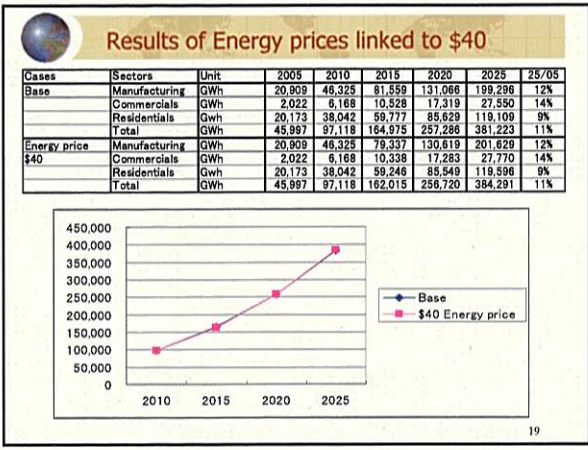 Results of Energy prices linked to $40
Cases Sectors Unit 2005 2010 2015 2020 2025 25/05
Base Manufacturing GWh 20,909 46,325 81,559 131,066 199,296 12%
Commercials GWh 2,022 6,168 10,528 17,319 27,550 14%
Residentials GWh 20,173 38,042 59,777 85,629 119,109 9%
Total GWh 45,997 97,118 164,975 257,286 381,223 11%
Energy price Manufacturing GWh 20,909 46,325 79,337 130,619 201,629 12%
$40 Commercials GWh 2,022 6,168 10,338 17,283 27,770 14%
Residentials GWh 20,173 38,042 59,246 85,549 119,596 9%
Total GWh 45,997 97,118 162,015 256,720 384,291 11%
450,000
400,000
350,000
300,000
250,000
200,000
150,000
100,000
50,000
0
2010 2015 2020 2025
Base
$40 Energy price
19